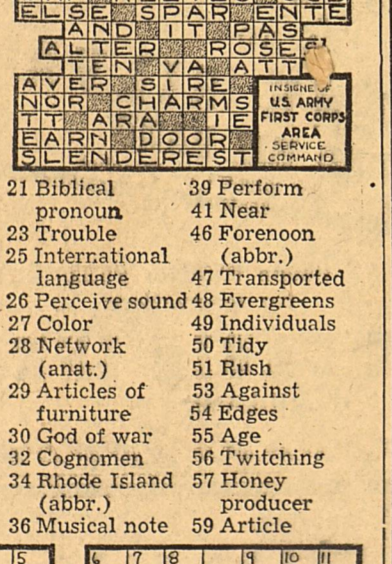 ELSE SPAR ENTE
AND IT PAS
ALTER ROSES
TEN VA ATT
AVER SIRE
NOR CHARMS
TT ARA IE
EARN DOOR
SLENDEREST
INSIGNE OF
U.S. ARMY
FIRST CORPS
AREA
SERVICE
COMMAND
21 Biblical
pronoun
23 Trouble
25 International
language
26 Perceive sound
27 Color
28 Network
(anat.)
29 Articles of
furniture
30 God of war
32 Cognomen
34 Rhode Island
(abbr.)
36 Musical note
39 Perform
41 Near
46 Forenoon
(abbr.)
47 Transported
48 Evergreens
49 Individuals
50 Tidy
51 Rush
53 Against
54 Edges
55 Age
56 Twitching
57 Honey
producer
59 Article
5 6 7 8 9 10 11